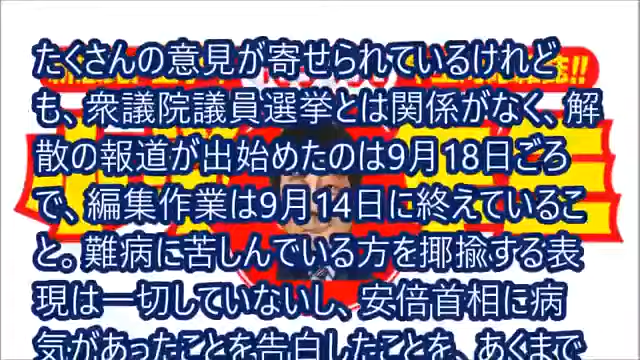 たくさんの意見が寄せられているけれど
も、衆議院議員選挙とは関係がなく、解
散の報道が出始めたのは9月18日ごろ
で、編集作業は9月14日に終えているこ
と。難病に苦しんでいる方を揶揄する表
現は一切していないし、安倍首相に病
気があったことを告白したことを、あくまで